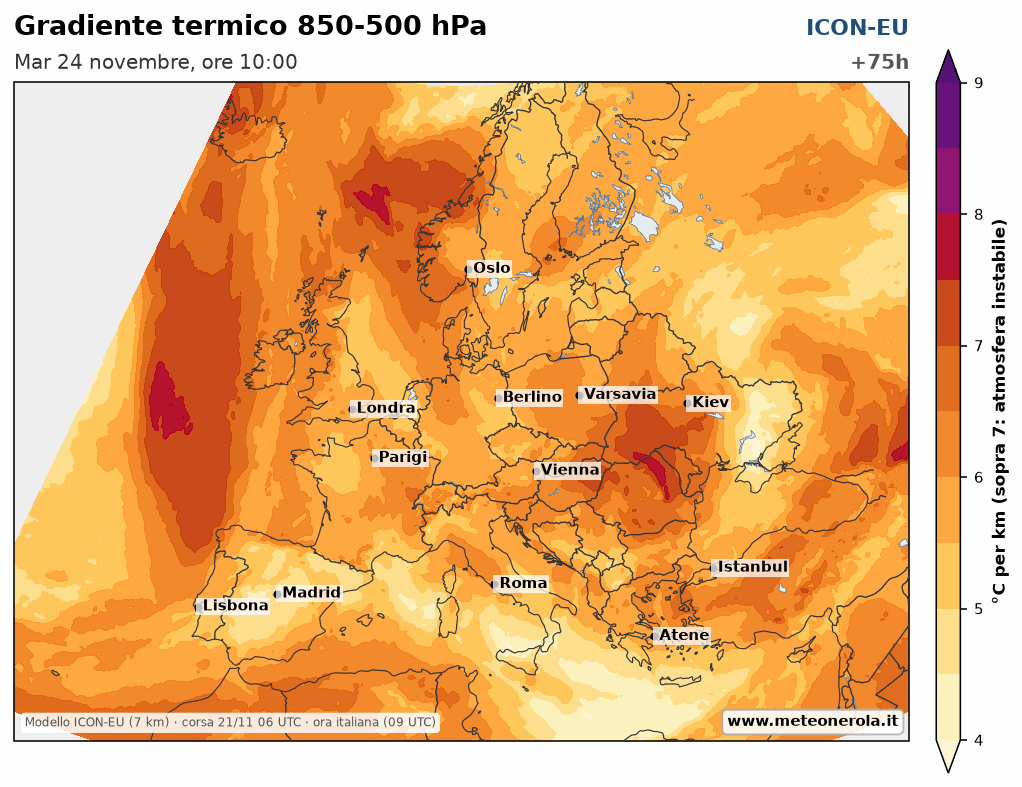 Gradiente termico 850-500 hPa
ICON-EU
Mar 24 novembre, ore 10:00
+75h
9
8
7
6
5
4
°C per km (sopra 7: atmosfera instabile)
Oslo
Berlino
Varsavia
Kiev
Londra
Parigi
Vienna
Istanbul
Roma
Madrid
Lisbona
Atene
Modello ICON-EU (7 km) · corsa 21/11 06 UTC · ora italiana (09 UTC)
www.meteonerola.it